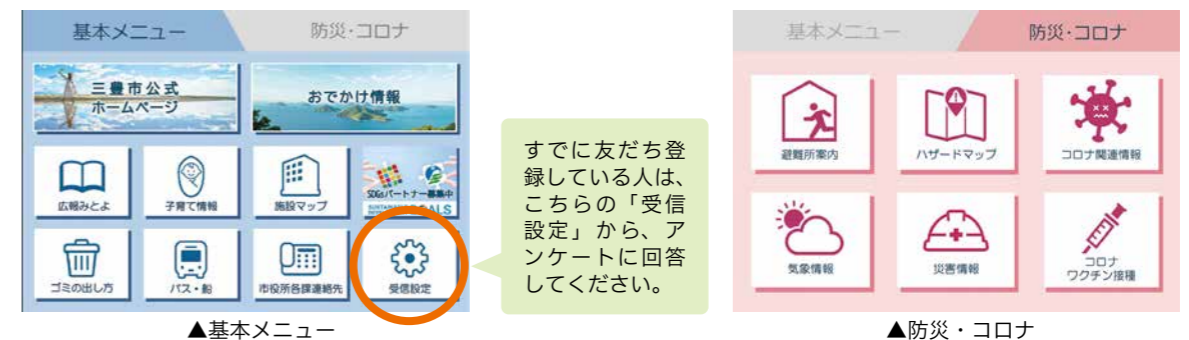 基本メニュー
防災・コロナ
三豊市公式
ホームページ
おでかけ情報
広報みとよ
子育て情報
施設マップ
SDGsパートナー募集中
ゴミの出し方
バス・船
市役所各課連絡先
受信設定
▲基本メニュー
すでに友だち登
録している人は、
こちらの「受信
設定」から、ア
ンケートに回答
してください。
基本メニュー
防災・コロナ
避難所案内
ハザードマップ
コロナ関連情報
気象情報
災害情報
コロナ
ワクチン接種
▲防災・コロナ